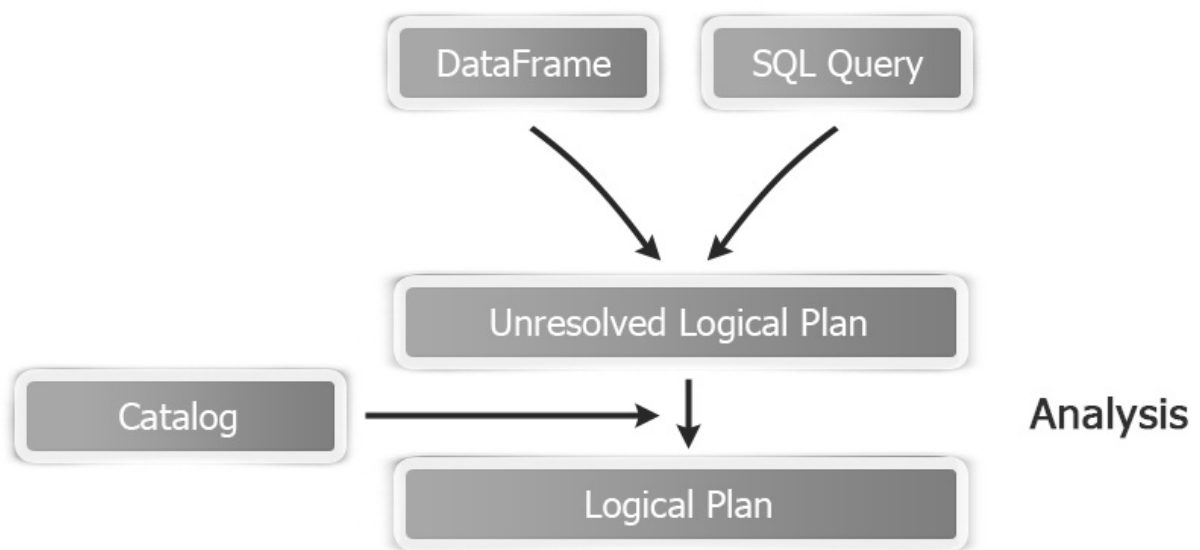 DataFrame
SQL Query
Unresolved Logical Plan
Catalog
Analysis
Logical Plan